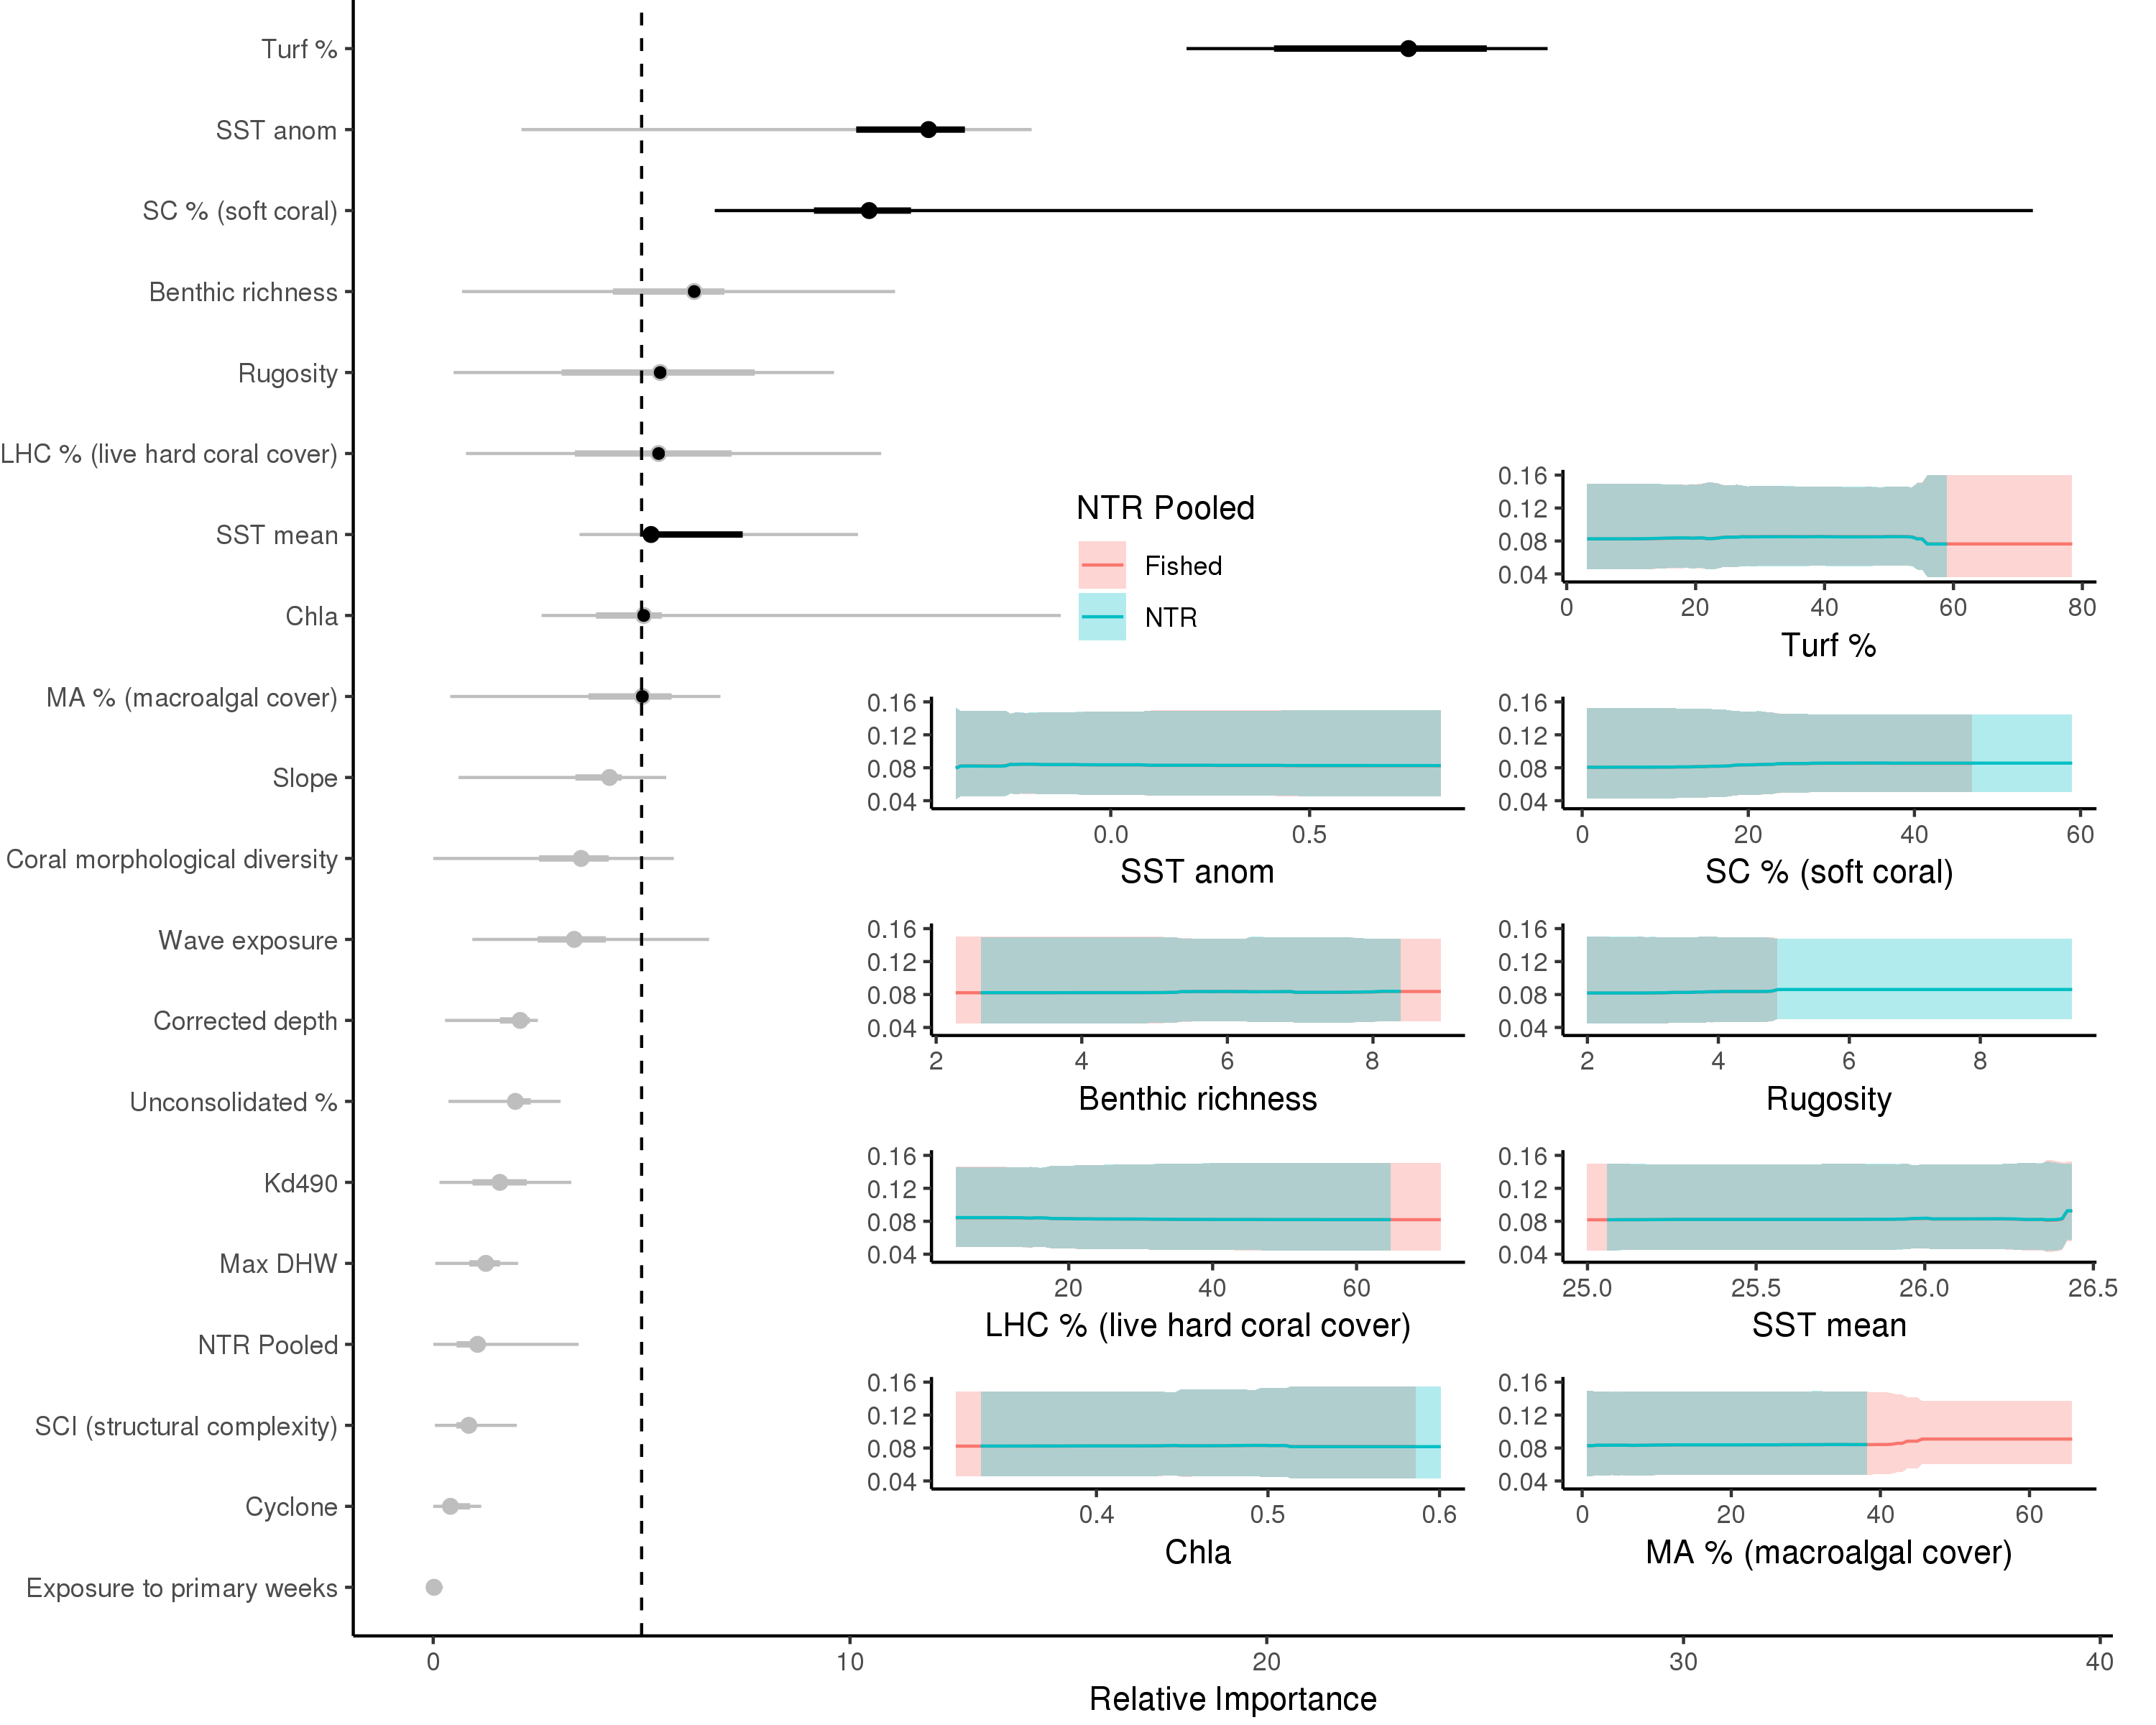 Turf %
SST anom
SC % (soft coral)
Benthic richness
Rugosity
LHC % (live hard coral cover)
SST mean
Chla
MA % (macroalgal cover)
Slope
Coral morphological diversity
Wave exposure
Corrected depth
Unconsolidated %
Kd490
Max DHW
NTR Pooled
SCI (structural complexity)
Cyclone
Exposure to primary weeks
0 10 20 30 40
Relative Importance
NTR Pooled
Fished
NTR
0.16
0.12
0.08
0.04
0 20 40 60 80
Turf %
0.16
0.12
0.08
0.04
0.0 0.5
SST anom
0.16
0.12
0.08
0.04
0 20 40 60
SC % (soft coral)
0.16
0.12
0.08
0.04
2 4 6 8
Benthic richness
0.16
0.12
0.08
0.04
2 4 6 8
Rugosity
0.16
0.12
0.08
0.04
20 40 60
LHC % (live hard coral cover)
0.16
0.12
0.08
0.04
25.0 25.5 26.0 26.5
SST mean
0.16
0.12
0.08
0.04
0.4 0.5 0.6
Chla
0.16
0.12
0.08
0.04
0 20 40 60
MA % (macroalgal cover)